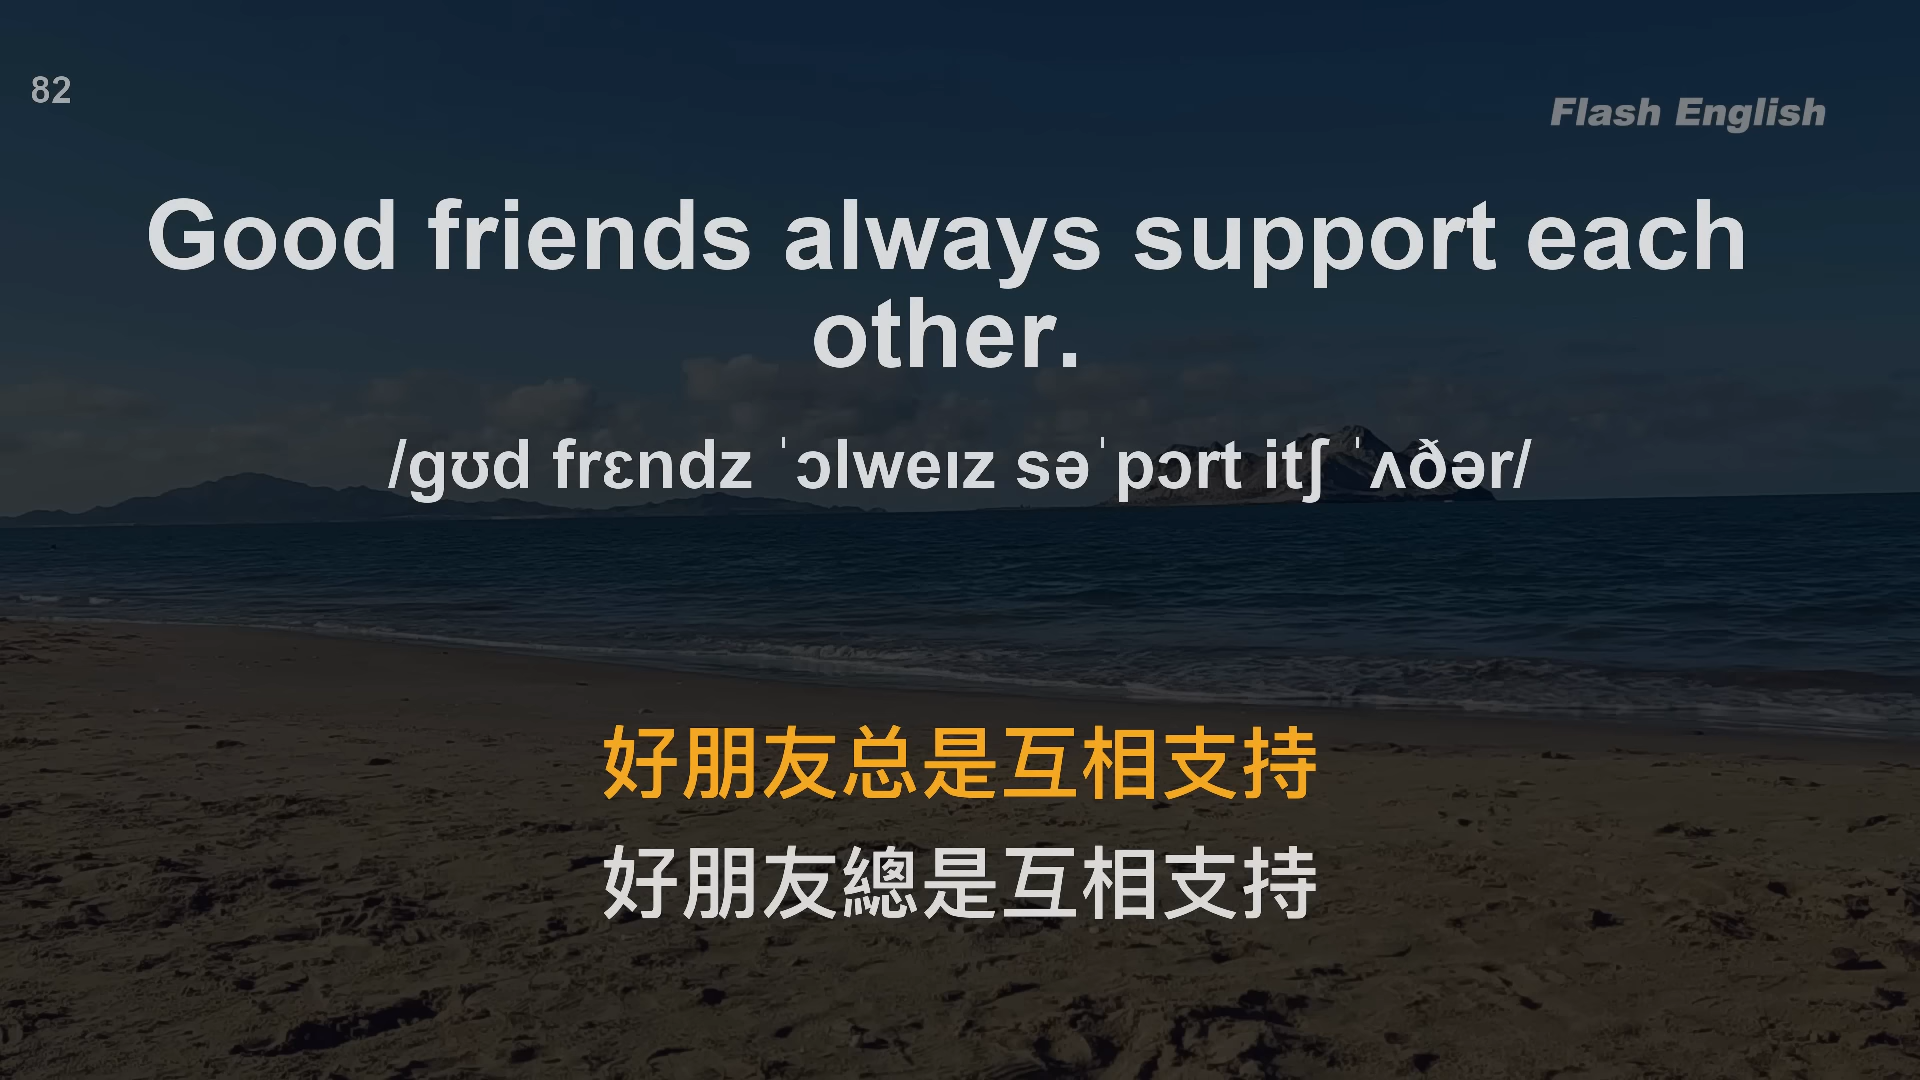 82
Flash English
Good friends always support each
other.
/gʊd frɛndz ˈɔlweɪz səˈpɔrt itʃ ˈʌðər/
好朋友总是互相支持
好朋友總是互相支持